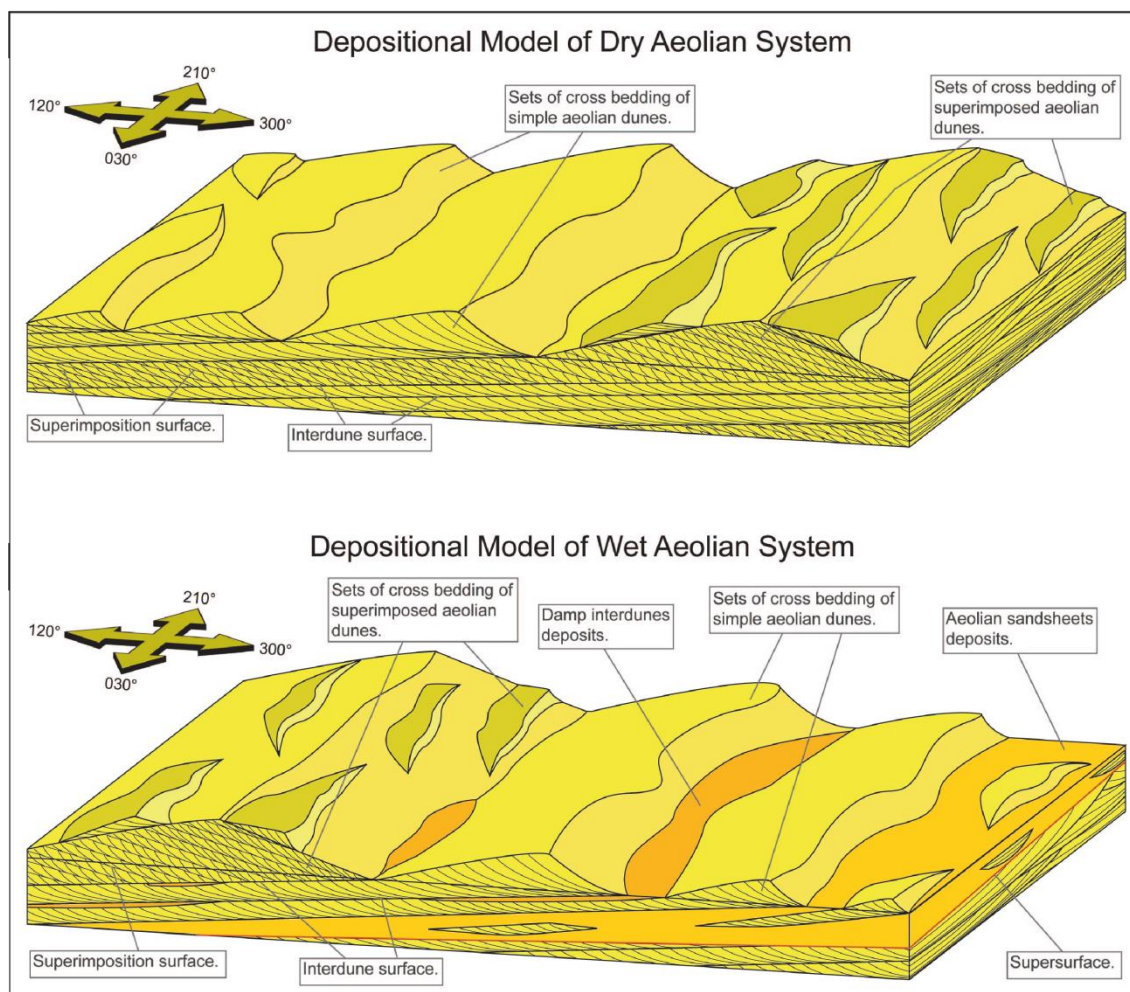 Depositional Model of Dry Aeolian System
210°
120°
300°
030°
Sets of cross bedding of
simple aeolian dunes.
Sets of cross bedding of
superimposed aeolian
dunes.
Superimposition surface.
Interdune surface.
Depositional Model of Wet Aeolian System
210°
120°
300°
030°
Sets of cross bedding of
superimposed aeolian
dunes.
Damp interdunes
deposits.
Sets of cross bedding of
simple aeolian dunes.
Aeolian sandsheets
deposits.
Superimposition surface.
Interdune surface.
Supersurface.